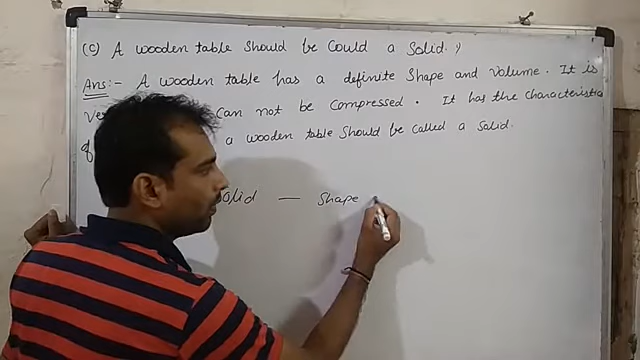 (C) A wooden table Should be Could a Solid. ?
Ans:- A wooden table has a definite Shape and volume. It is
can not be compressed. It has the characteristics
a wooden table Should be called a Solid.
Solid — Shape